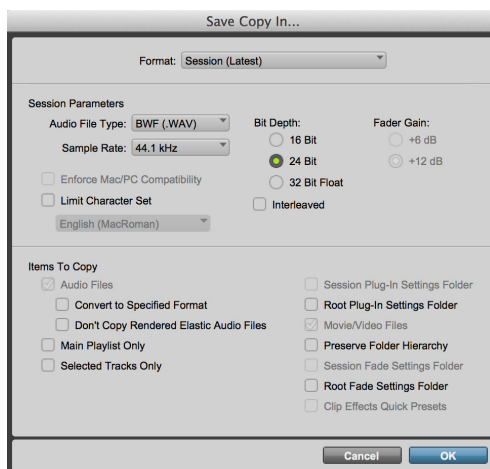 Save Copy In...
Format: Session (Latest)
Session Parameters
Audio File Type: BWF (.WAV)
Sample Rate: 44.1 kHz
Enforce Mac/PC Compatibility
Limit Character Set
English (MacRoman)
Bit Depth:
16 Bit
24 Bit
32 Bit Float
Interleaved
Fader Gain:
+6 dB
+12 dB
Items To Copy
Audio Files
Convert to Specified Format
Don't Copy Rendered Elastic Audio Files
Main Playlist Only
Selected Tracks Only
Session Plug-In Settings Folder
Root Plug-In Settings Folder
Movie/Video Files
Preserve Folder Hierarchy
Session Fade Settings Folder
Root Fade Settings Folder
Clip Effects Quick Presets
Cancel
OK